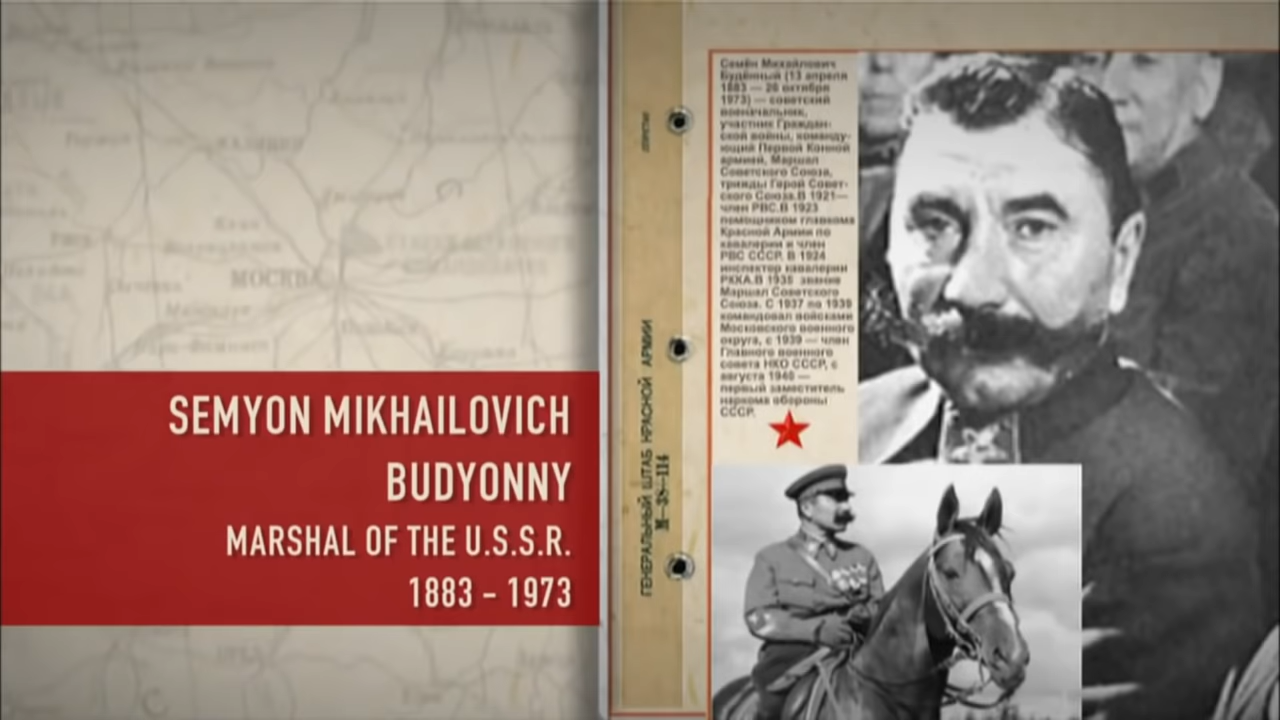 SEMYON MIKHAILOVICH
BUDYONNY
MARSHAL OF THE U.S.S.R.
1883 – 1973
МОСКВА
ГЕНЕРАЛЬНЫЙ ШТАБ КРАСНОЙ АРМИИ
М-38-114
Семён Михайлович
Будённый (13 апреля
1883 — 26 октября
1973) — советский
военачальник,
участник Граждан-
ской войны, команду-
ющий Первой Конной
армией, Маршал
Советского Союза,
трижды Герой Совет-
ского Союза.В 1921—
член РВС.В 1923
помощником главкома
Красной Армии по
кавалерии и член
РВС СССР. В 1924
инспектор кавалерии
РККА.В 1935 звание
Маршал Советского
Союза. С 1937 по 1939
командовал войсками
Московского военного
округа, с 1939 — член
Главного военного
совета НКО СССР, с
августа 1940 —
первый заместитель
наркома обороны
СССР.